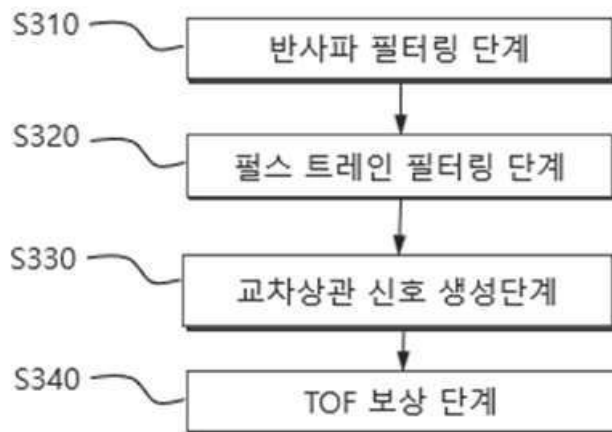 S310
반사파 필터링 단계
S320
펄스 트레인 필터링 단계
S330
교차상관 신호 생성단계
S340
TOF 보상 단계